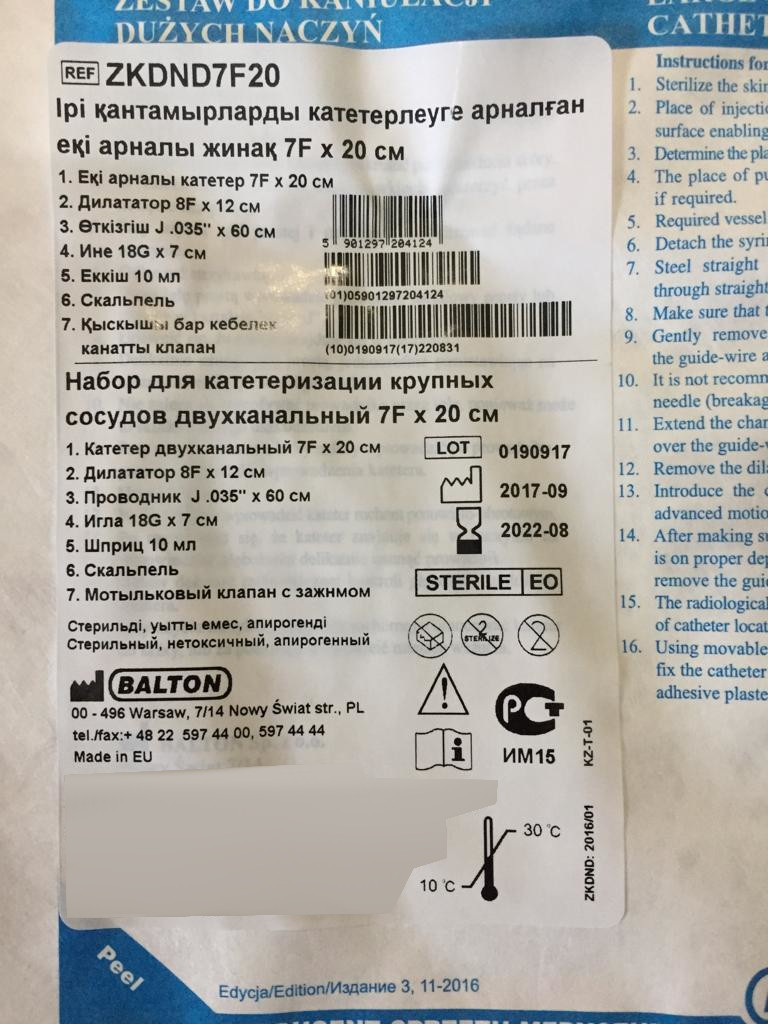 ZESTAW DO KANIULACJI
DUŻYCH NACZYŃ
CATHET
REF ZKDND7F20
Ірі қантамырларды катетерлеуге арналған
екі арналы жинақ 7F x 20 см
1. Екі арналы катетер 7F x 20 см
2. Дилататор 8F x 12 см
3. Өткізгіш J .035" x 60 см
4. Ине 18G x 7 см
5. Еккіш 10 мл
6. Скальпель
7. Қысқышы бар кебелек
канатты клапан
5 901297 204124
(01)05901297204124
(10)0190917(17)220831
Набор для катетеризации крупных
сосудов двухканальный 7F x 20 см
1. Катетер двухканальный 7F x 20 см
2. Дилататор 8F x 12 см
3. Проводник J .035" x 60 см
4. Игла 18G x 7 см
5. Шприц 10 мл
6. Скальпель
7. Мотыльковый клапан с зажмом
LOT 0190917
2017-09
2022-08
STERILE EO
Стерильді, уытты емес, апирогенді
Стерильный, нетоксичный, апирогенный
2 STERILIZE
2
BALTON
00 - 496 Warsaw, 7/14 Nowy Świat str., PL
tel./fax:+ 48 22 597 44 00, 597 44 44
Made in EU
РСТ
ИМ15
KZ-T-01
ZKDND: 2016/01
30 °C
10 °C
Peel
Edycja/Edition/Издание 3, 11-2016
Instructions for
1. Sterilize the skin
2. Place of injectio
surface enabling
3. Determine the pla
4. The place of pu
if required.
5. Required vessel
6. Detach the syri
7. Steel straight
through straight
8. Make sure that t
9. Gently remove
the guide-wire a
10. It is not recomn
needle (breakag
11. Extend the char
over the guide-w
12. Remove the dila
13. Introduce the c
advanced motio
14. After making su
is on proper dep
remove the guid
15. The radiological
of catheter locat
16. Using movable
fix the catheter
adhesive plaste